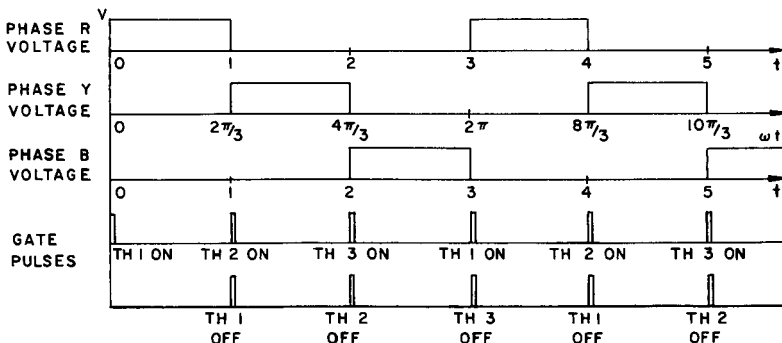 V
PHASE R
VOLTAGE
0 1 2 3 4 5 t
PHASE Y
VOLTAGE
0 2π/3 4π/3 2π 8π/3 10π/3 ωt
PHASE B
VOLTAGE
0 1 2 3 4 5 t
GATE
PULSES
TH 1 ON TH 2 ON TH 3 ON TH 1 ON TH 2 ON TH 3 ON
TH 1 TH 2 TH 3 TH 1 TH 2
OFF OFF OFF OFF OFF